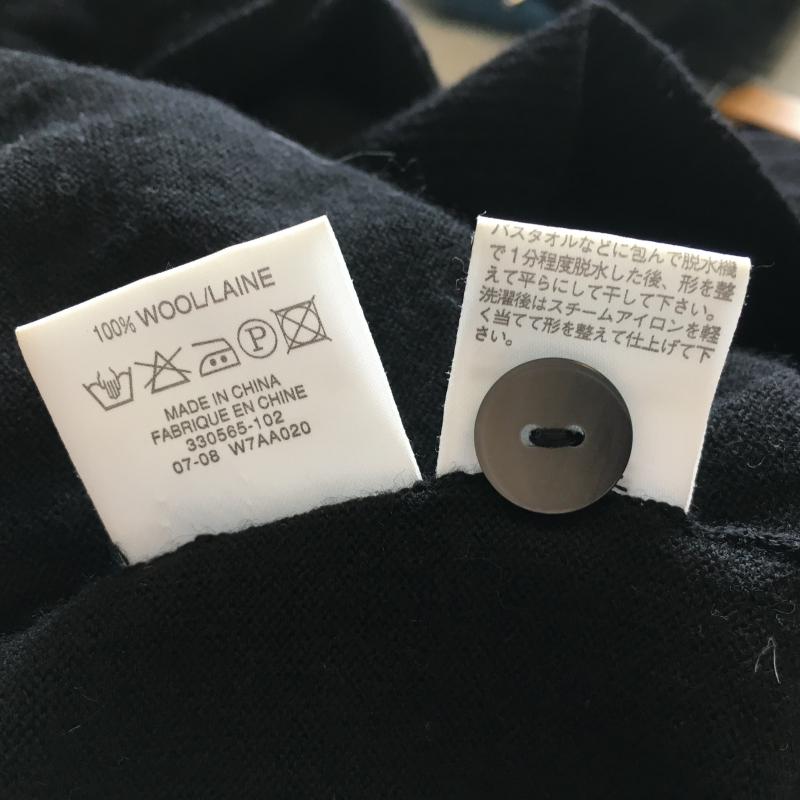 100% WOOL/LAINE
P
MADE IN CHINA
FABRIQUE EN CHINE
330565-102
07-08 W7AA020
バスタオルなどに包んで脱水機
で1分程度脱水した後、形を整
えて平らにして干して下さい。
洗濯後はスチームアイロンを軽
く当てて形を整えて仕上げて下
さい。